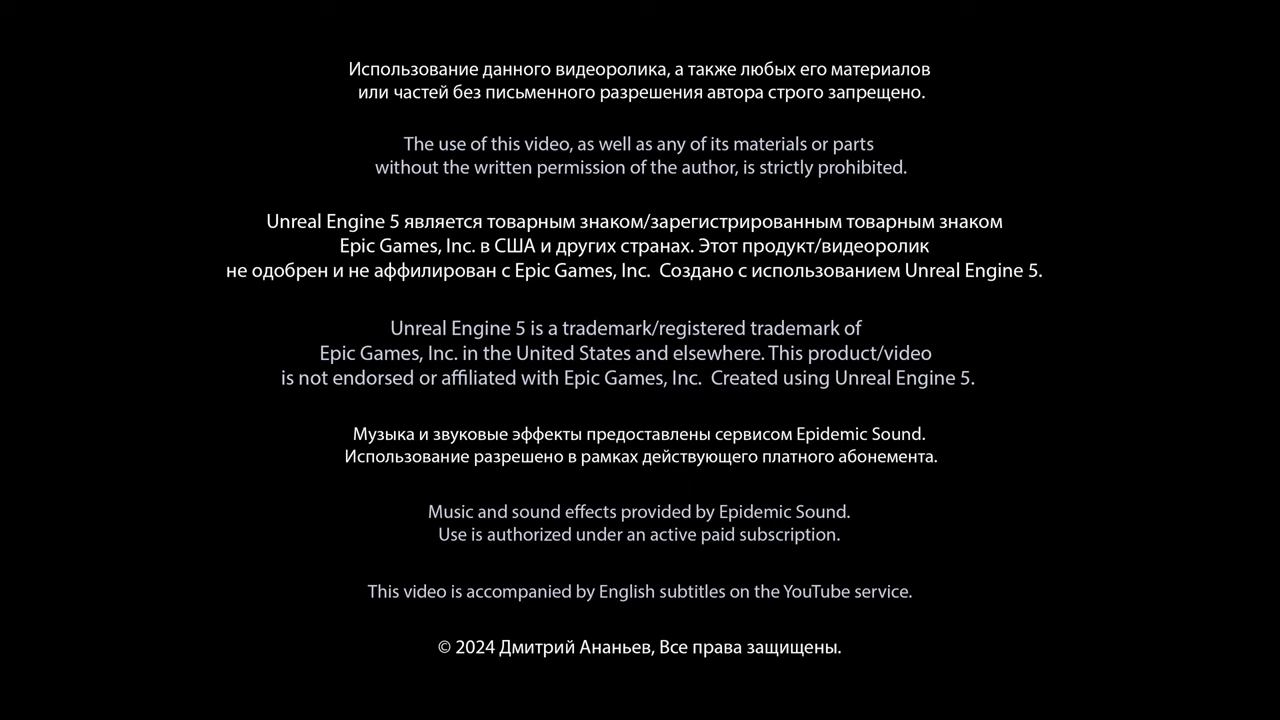 Использование данного видеоролика, а также любых его материалов
или частей без письменного разрешения автора строго запрещено.
The use of this video, as well as any of its materials or parts
without the written permission of the author, is strictly prohibited.
Unreal Engine 5 является товарным знаком/зарегистрированным товарным знаком
Epic Games, Inc. в США и других странах. Этот продукт/видеоролик
не одобрен и не аффилирован с Epic Games, Inc.  Создано с использованием Unreal Engine 5.
Unreal Engine 5 is a trademark/registered trademark of
Epic Games, Inc. in the United States and elsewhere. This product/video
is not endorsed or affiliated with Epic Games, Inc.  Created using Unreal Engine 5.
Музыка и звуковые эффекты предоставлены сервисом Epidemic Sound.
Использование разрешено в рамках действующего платного абонемента.
Music and sound effects provided by Epidemic Sound.
Use is authorized under an active paid subscription.
This video is accompanied by English subtitles on the YouTube service.
© 2024 Дмитрий Ананьев, Все права защищены.